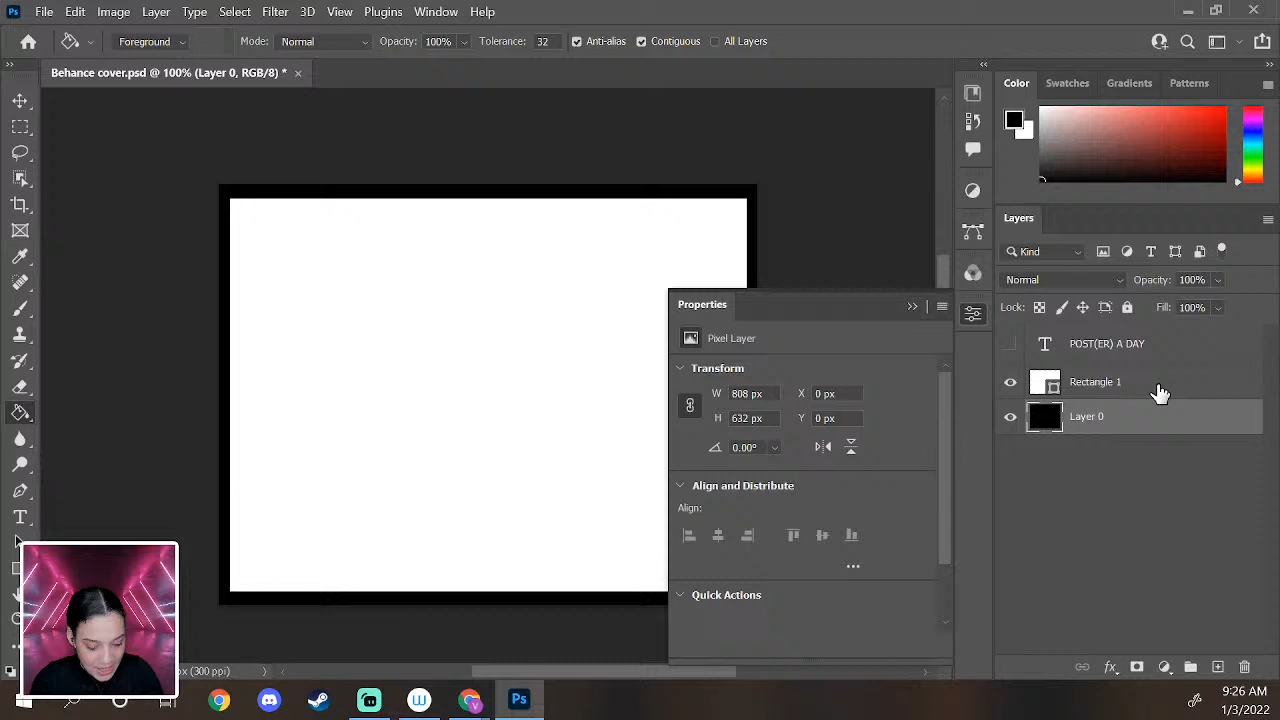 Ps File Edit Image Layer Type Select Filter 3D View Plugins Window Help
Foreground Mode: Normal Opacity: 100% Tolerance: 32 Anti-alias Contiguous All Layers
Behance cover.psd @ 100% (Layer 0, RGB/8) *
Color Swatches Gradients Patterns
Layers
Kind
Normal Opacity: 100%
Lock: Fill: 100%
T POST(ER) A DAY
Rectangle 1
Layer 0
Properties
Pixel Layer
Transform
W 808 px X 0 px
H 632 px Y 0 px
0.00°
Align and Distribute
Align:
Quick Actions
px (300 ppi)
fx
Ps
9:26 AM
1/3/2022